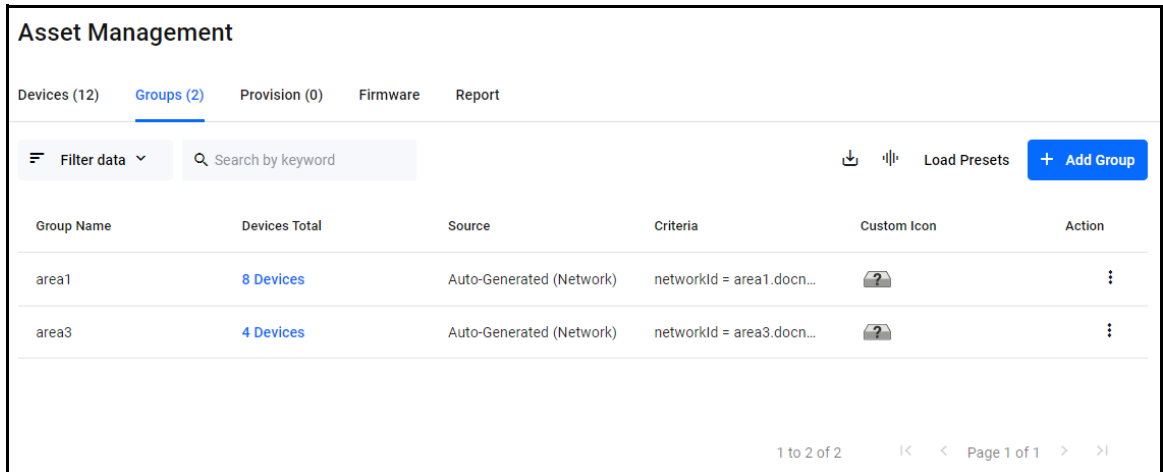 Asset Management
Devices (12) Groups (2) Provision (0) Firmware Report
Filter data Search by keyword Load Presets + Add Group
Group Name Devices Total Source Criteria Custom Icon Action
area1 8 Devices Auto-Generated (Network) networkId = area1.docn... ?
area3 4 Devices Auto-Generated (Network) networkId = area3.docn... ?
1 to 2 of 2 Page 1 of 1